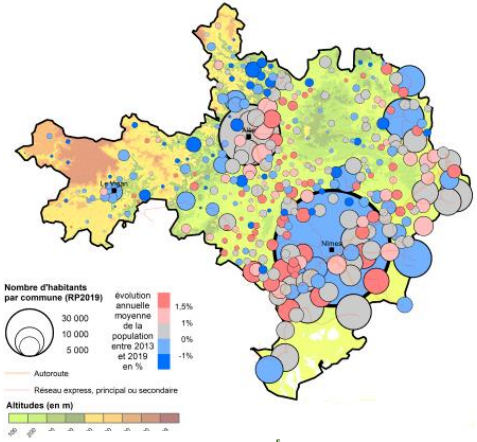 Le Vigan
Nîmes
Nombre d'habitants
par commune (RP2019)
30 000
10 000
5 000
évolution
annuelle
moyenne
de la
population
entre 2013
et 2019
en %
1,5%
1%
0%
-1%
Autoroute
Réseau express, principal ou secondaire
Altitudes (en m)
100
200